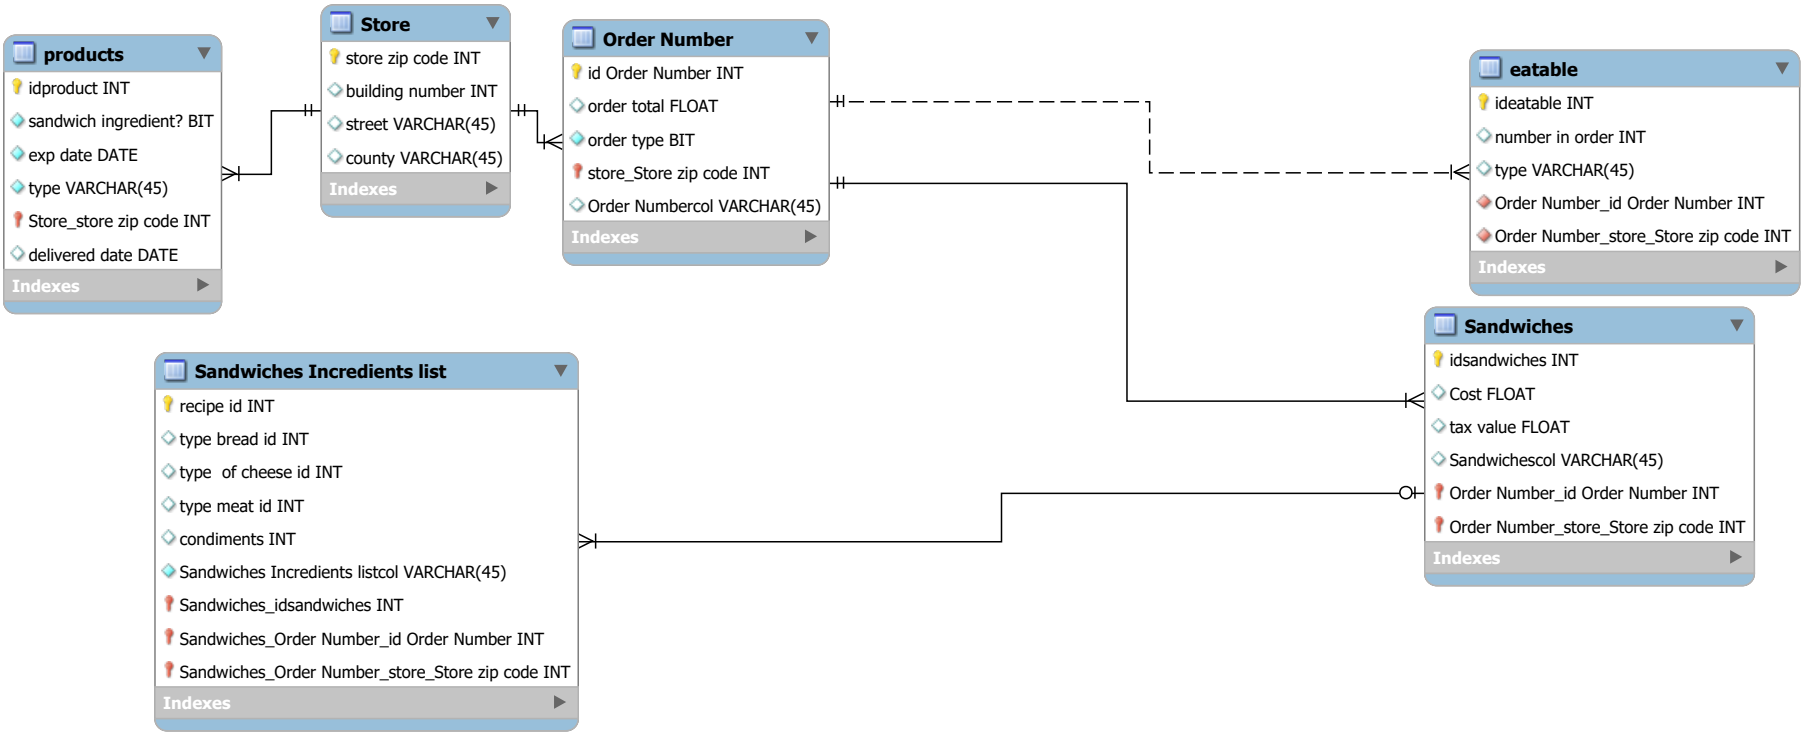 products
idproduct INT
sandwich ingredient? BIT
exp date DATE
type VARCHAR(45)
Store_store zip code INT
delivered date DATE
Indexes
Store
store zip code INT
building number INT
street VARCHAR(45)
county VARCHAR(45)
Indexes
Order Number
id Order Number INT
order total FLOAT
order type BIT
store_Store zip code INT
Order Numbercol VARCHAR(45)
Indexes
eatable
ideatable INT
number in order INT
type VARCHAR(45)
Order Number_id Order Number INT
Order Number_store_Store zip code INT
Indexes
Sandwiches Incredients list
recipe id INT
type bread id INT
type  of cheese id INT
type meat id INT
condiments INT
Sandwiches Incredients listcol VARCHAR(45)
Sandwiches_idsandwiches INT
Sandwiches_Order Number_id Order Number INT
Sandwiches_Order Number_store_Store zip code INT
Indexes
Sandwiches
idsandwiches INT
Cost FLOAT
tax value FLOAT
Sandwichescol VARCHAR(45)
Order Number_id Order Number INT
Order Number_store_Store zip code INT
Indexes